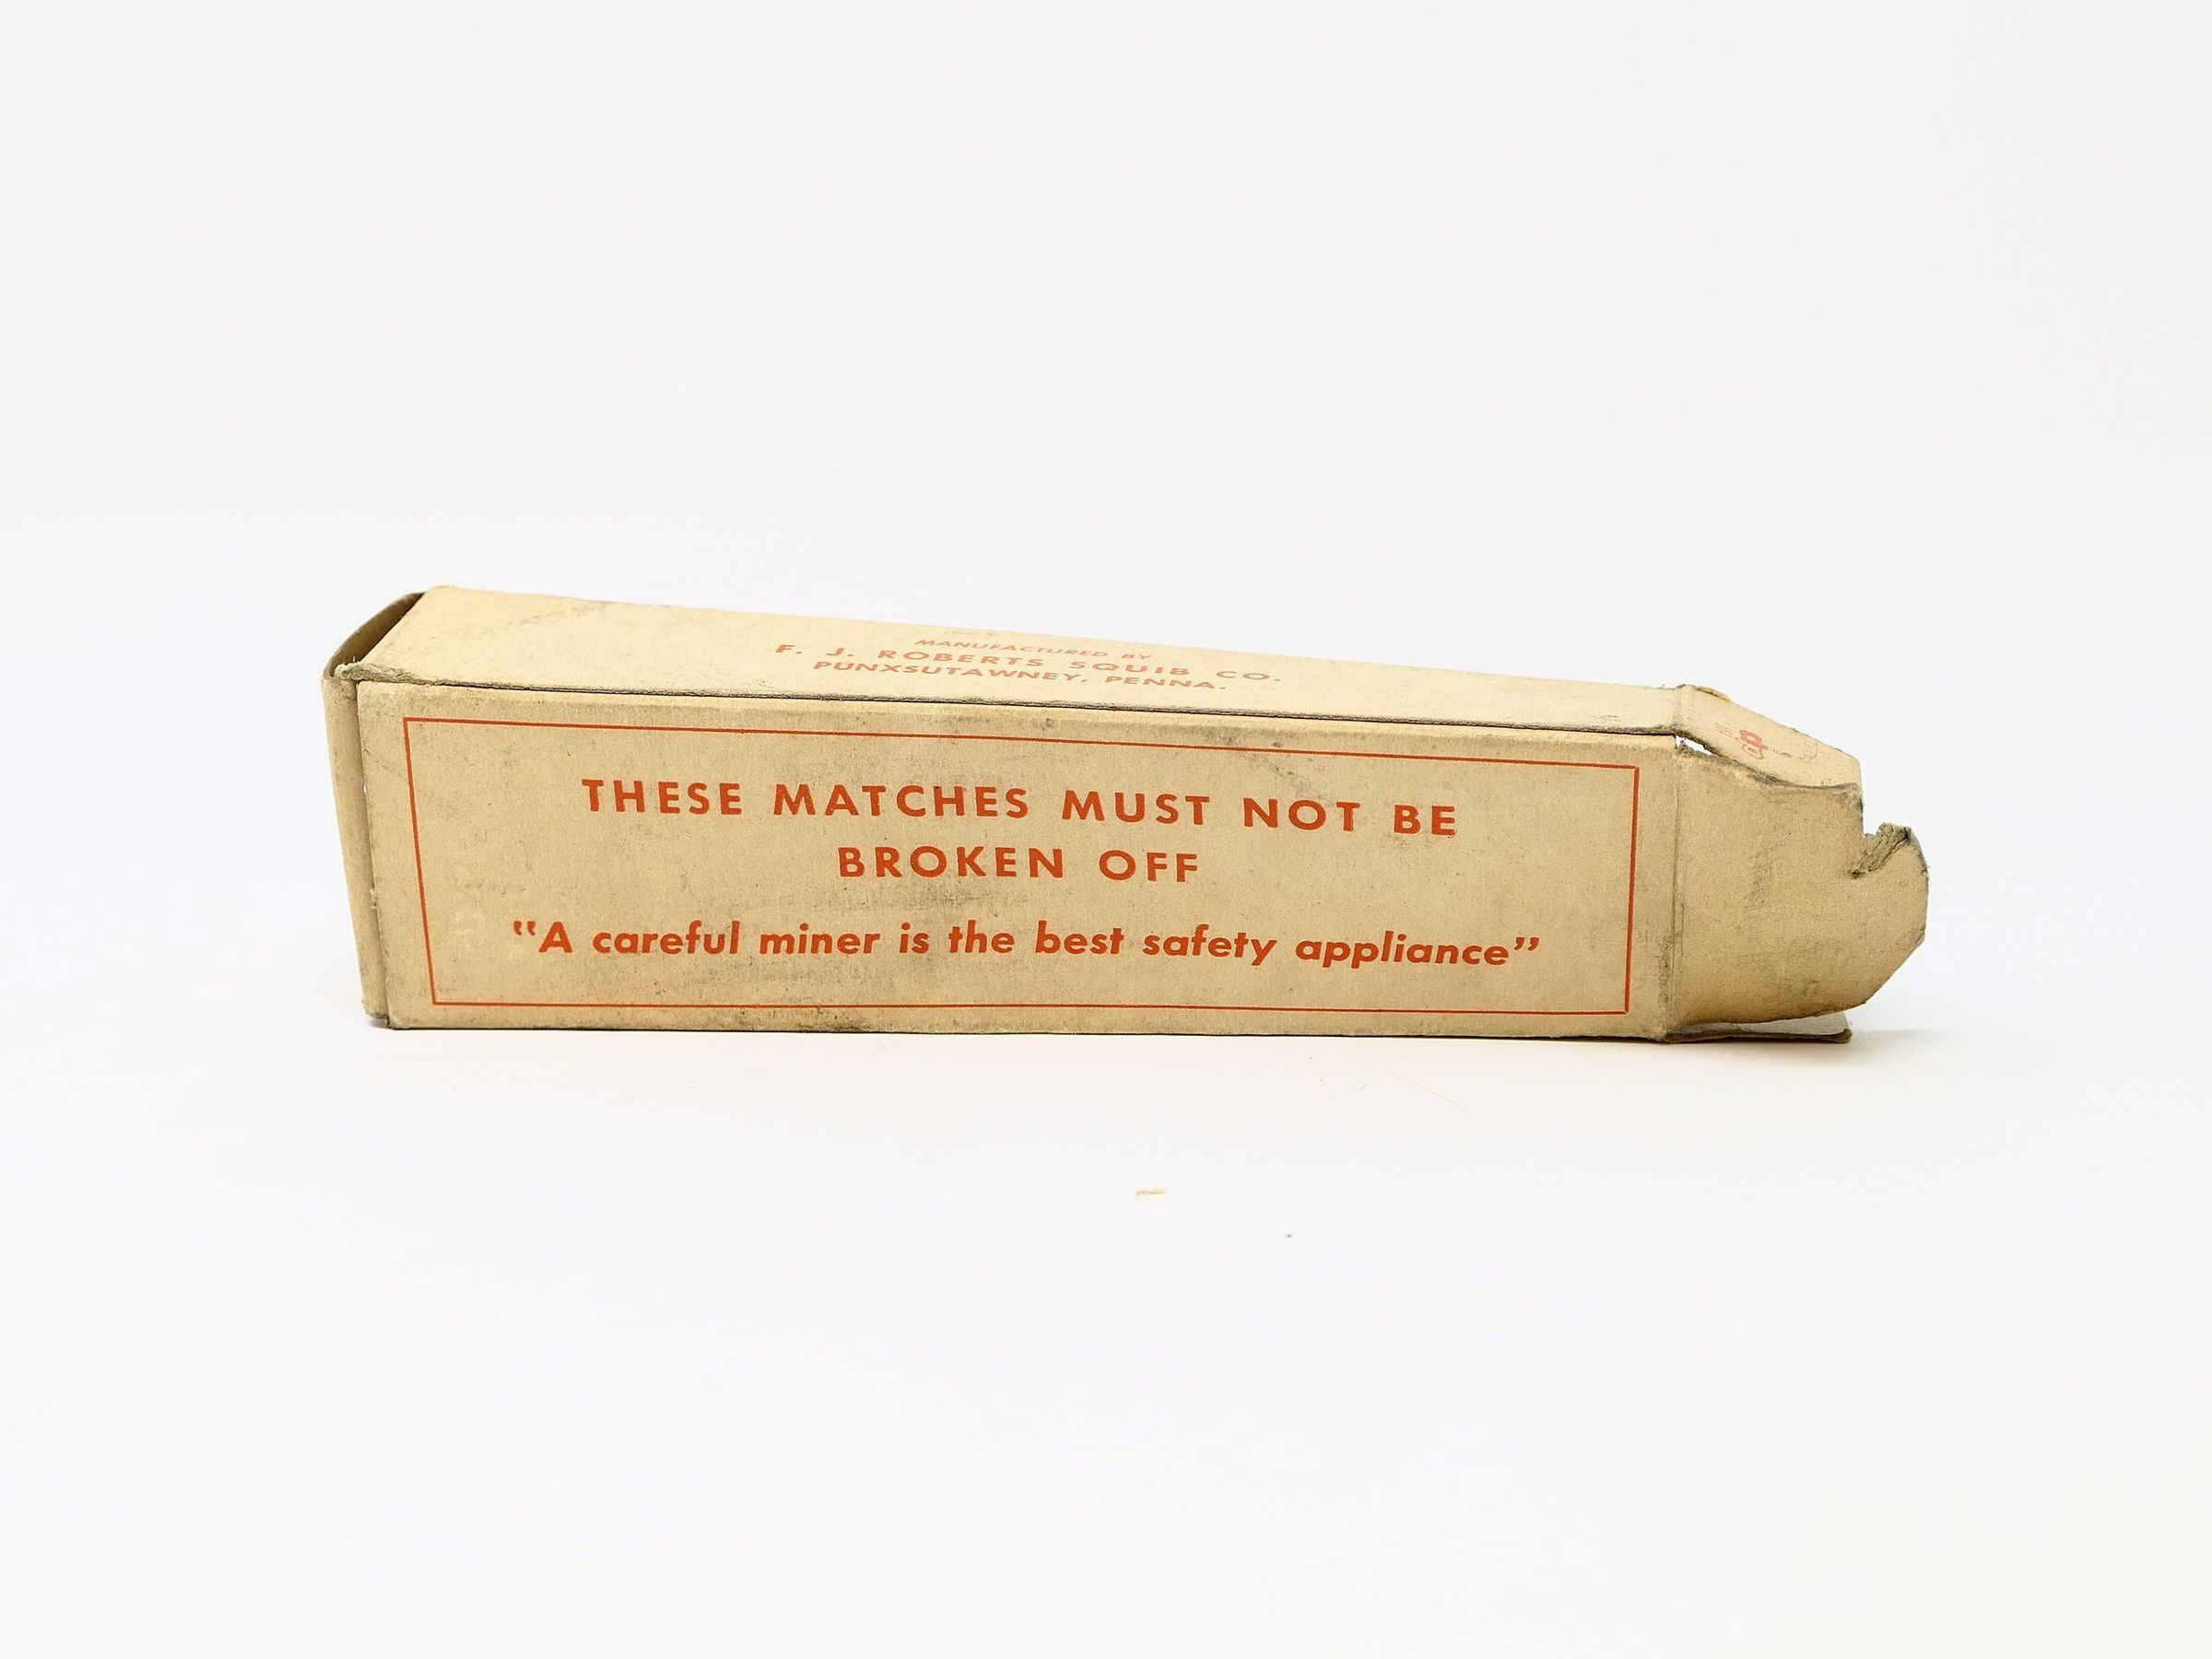 MANUFACTURED BY
F. J. ROBERTS SQUIB CO.
PUNXSUTAWNEY, PENNA.
THESE MATCHES MUST NOT BE
BROKEN OFF
"A careful miner is the best safety appliance"